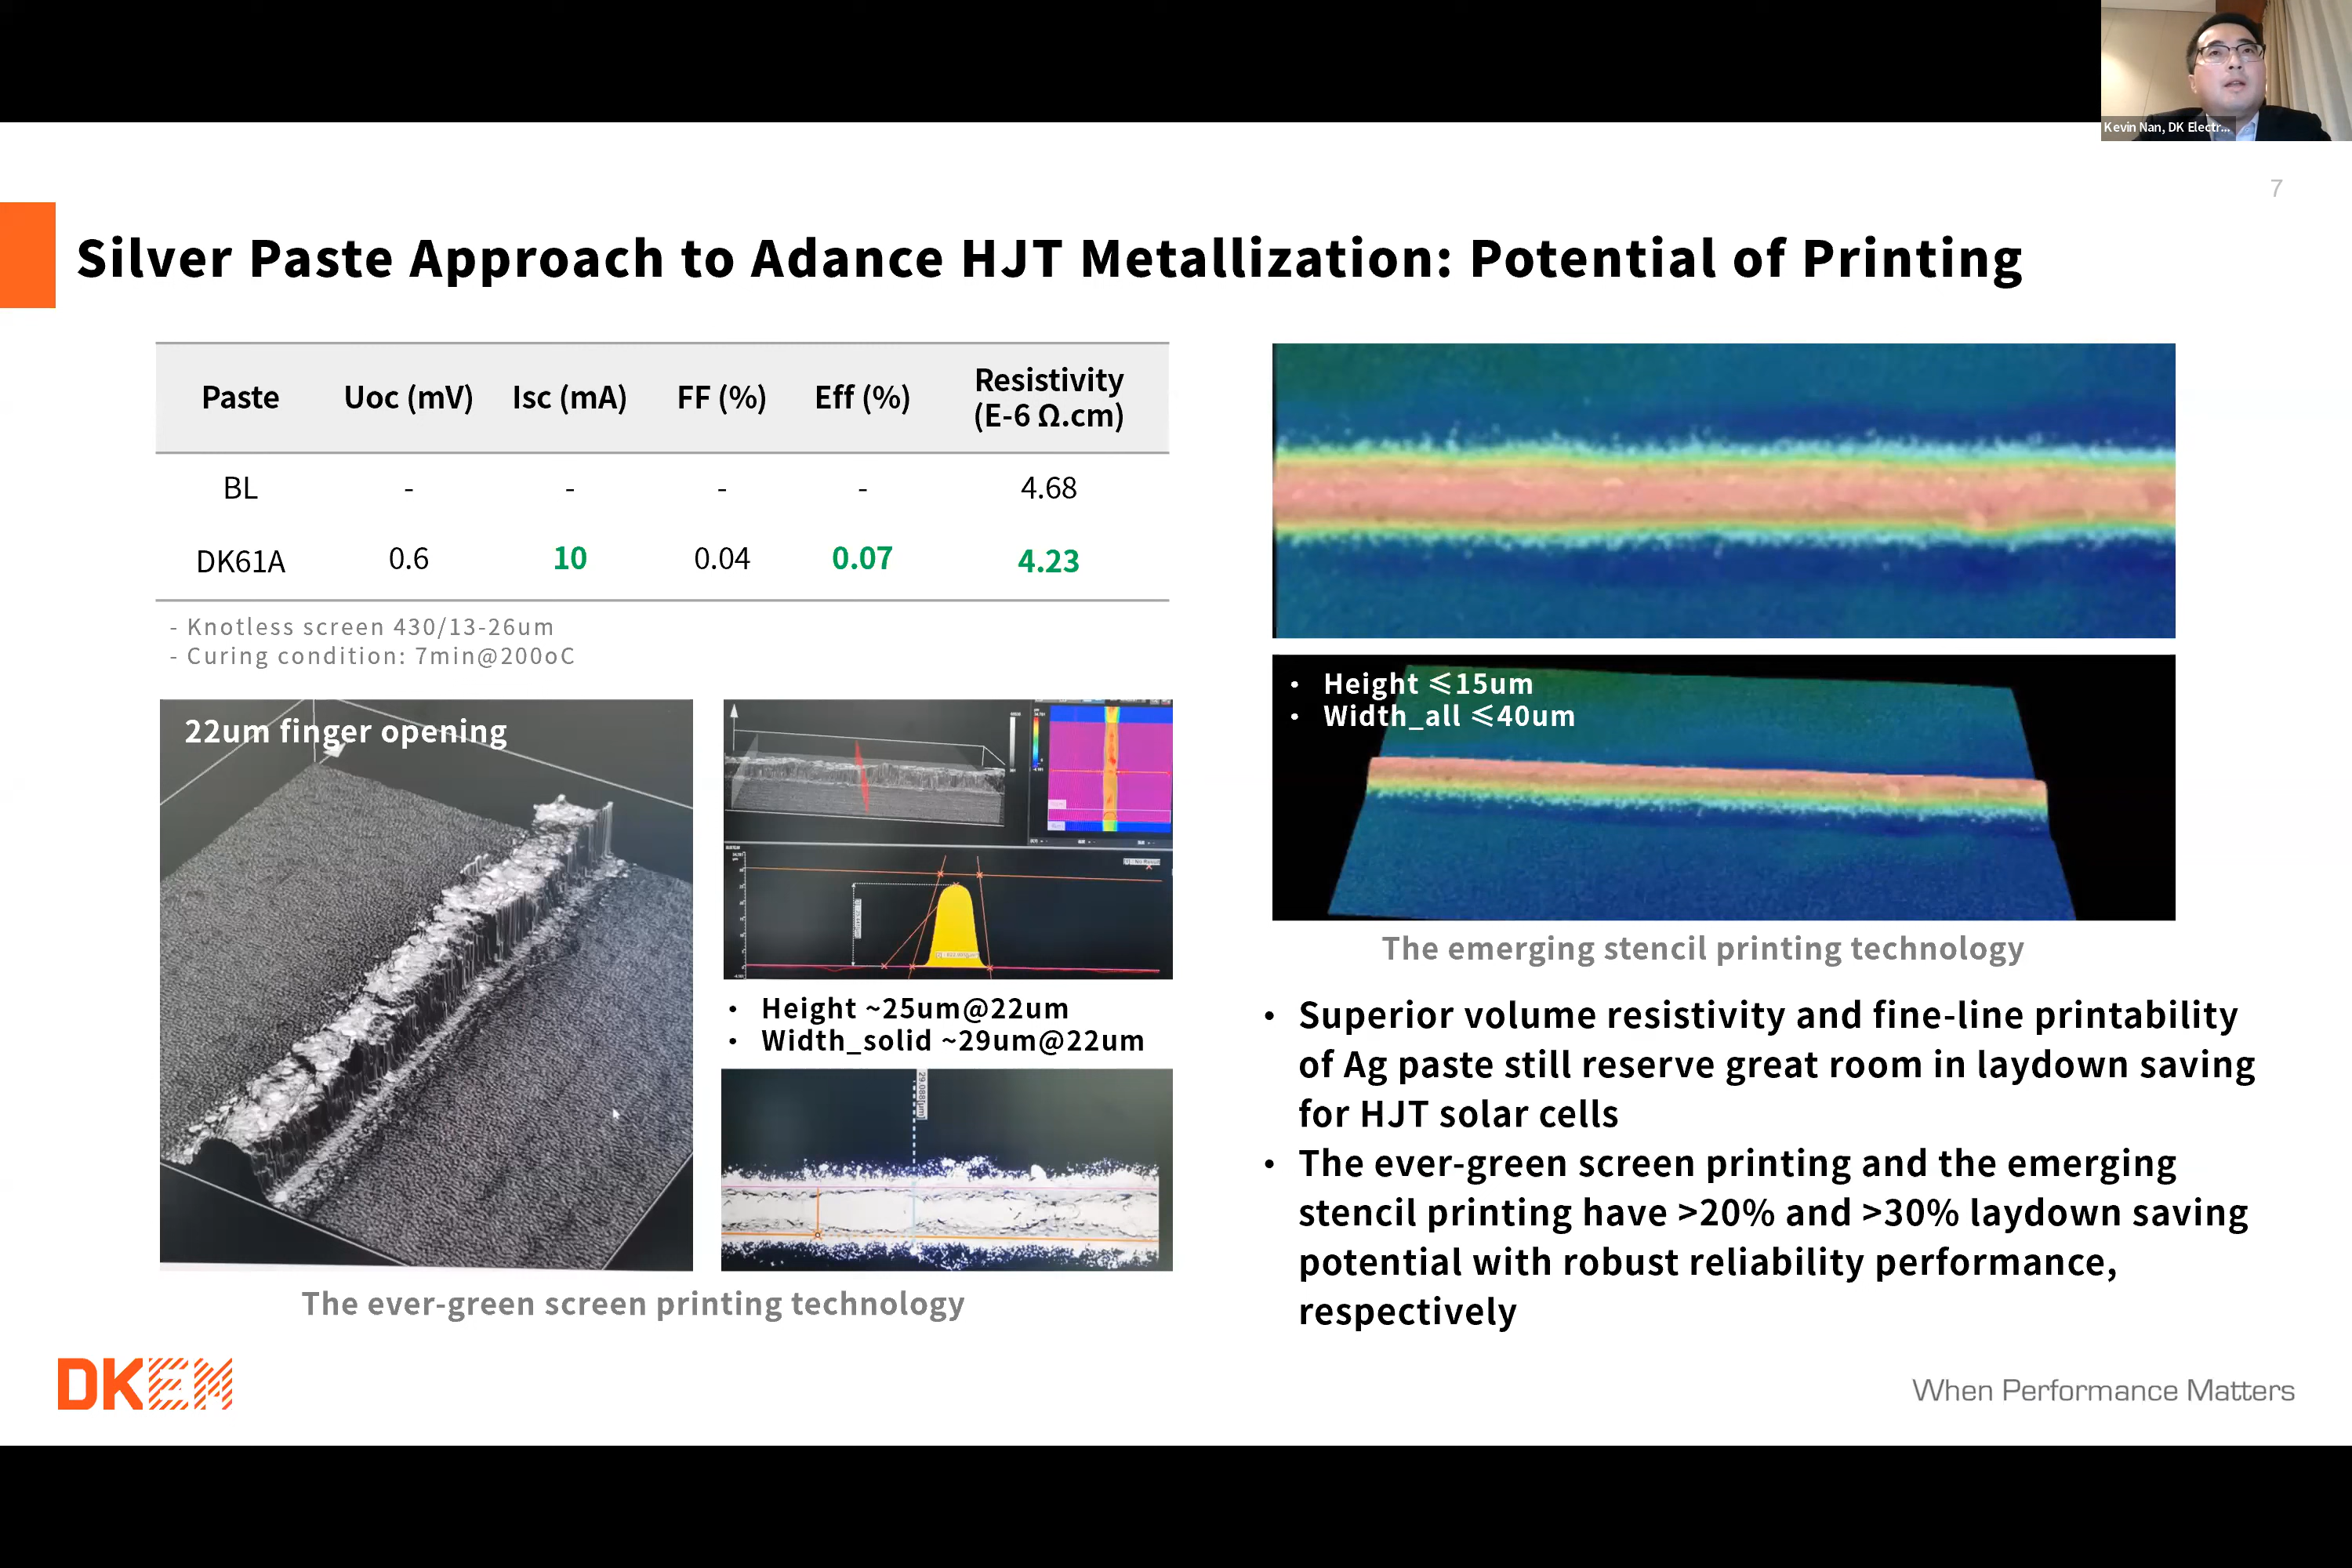 Kevin Nan, DK Electr...
7
Silver Paste Approach to Adance HJT Metallization: Potential of Printing
Paste Uoc (mV) Isc (mA) FF (%) Eff (%) Resistivity (E-6 Ω.cm)
BL - - - - 4.68
DK61A 0.6 10 0.04 0.07 4.23
- Knotless screen 430/13-26um
- Curing condition: 7min@200oC
22um finger opening
• Height ~25um@22um
• Width_solid ~29um@22um
The ever-green screen printing technology
• Height ⩽15um
• Width_all ⩽40um
The emerging stencil printing technology
• Superior volume resistivity and fine-line printability
of Ag paste still reserve great room in laydown saving
for HJT solar cells
• The ever-green screen printing and the emerging
stencil printing have >20% and >30% laydown saving
potential with robust reliability performance,
respectively
DKEM
When Performance Matters